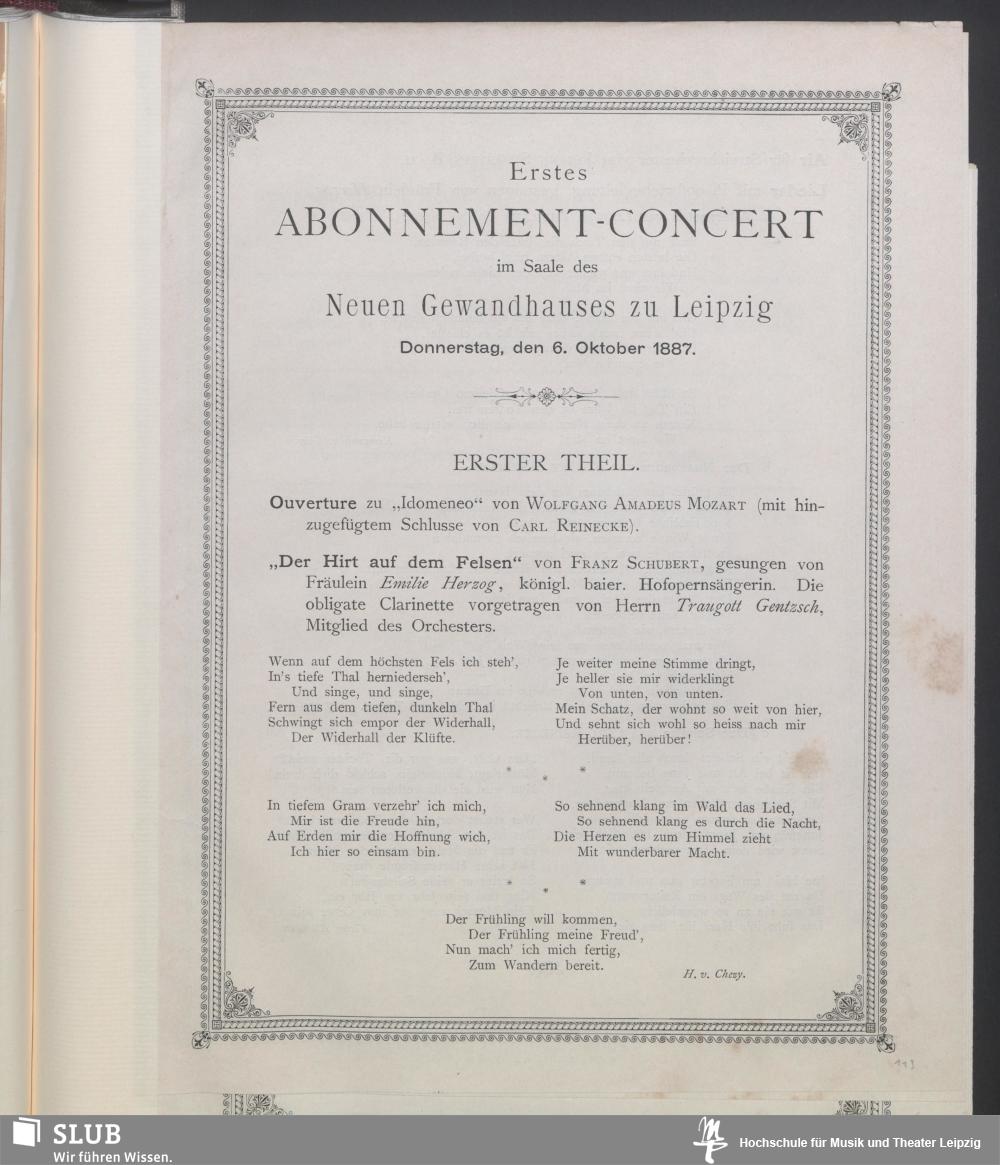 Erstes
ABONNEMENT-CONCERT
im Saale des
Neuen Gewandhauses zu Leipzig
Donnerstag, den 6. Oktober 1887.
ERSTER THEIL.
Ouverture zu „Idomeneo“ von WOLFGANG AMADEUS MOZART (mit hin-
zugefügtem Schlusse von CARL REINECKE).
„Der Hirt auf dem Felsen“ von FRANZ SCHUBERT, gesungen von
Fräulein Emilie Herzog, königl. baier. Hofopernsängerin. Die
obligate Clarinette vorgetragen von Herrn Traugott Gentzsch,
Mitglied des Orchesters.
Wenn auf dem höchsten Fels ich steh',
In's tiefe Thal herniederseh',
Und singe, und singe,
Fern aus dem tiefen, dunkeln Thal
Schwingt sich empor der Widerhall,
Der Widerhall der Klüfte.
Je weiter meine Stimme dringt,
Je heller sie mir widerklingt
Von unten, von unten.
Mein Schatz, der wohnt so weit von hier,
Und sehnt sich wohl so heiss nach mir
Herüber, herüber!
* * *
In tiefem Gram verzehr' ich mich,
Mir ist die Freude hin,
Auf Erden mir die Hoffnung wich,
Ich hier so einsam bin.
So sehnend klang im Wald das Lied,
So sehnend klang es durch die Nacht,
Die Herzen es zum Himmel zieht
Mit wunderbarer Macht.
* * *
Der Frühling will kommen,
Der Frühling meine Freud',
Nun mach' ich mich fertig,
Zum Wandern bereit.
H. v. Chezy.
113
SLUB
Wir führen Wissen.
Hochschule für Musik und Theater Leipzig